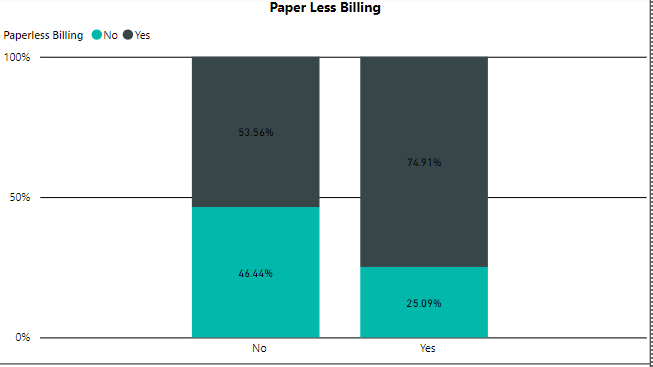 Paper Less Billing
Paperless Billing No Yes
100%
53.56%
74.91%
50%
46.44%
25.09%
0%
No Yes